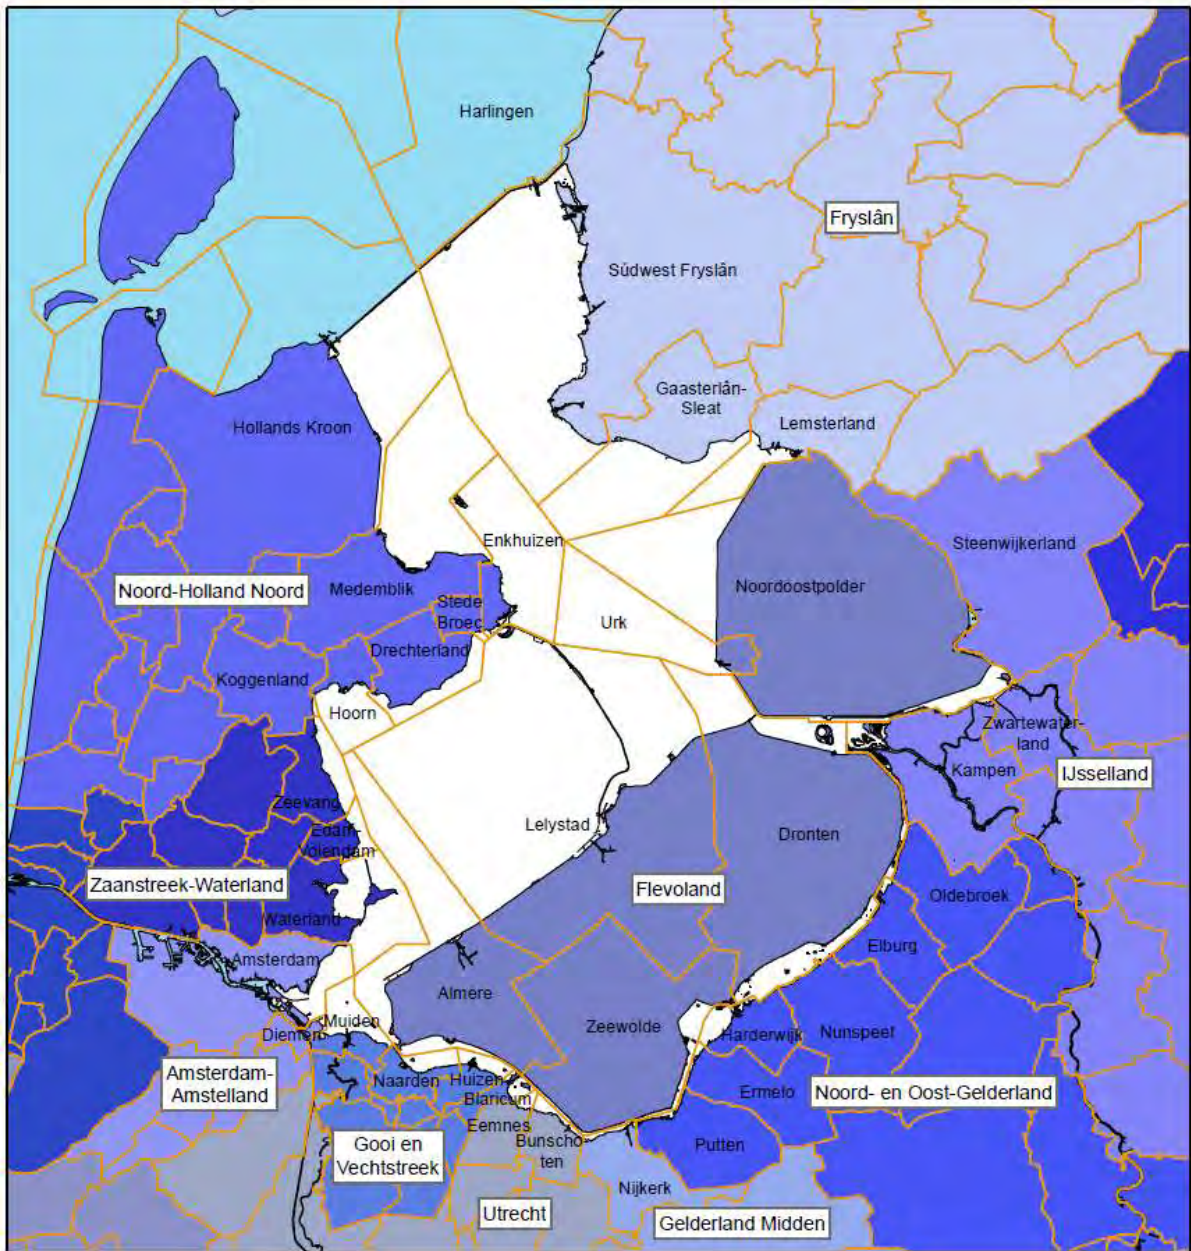 Harlingen
Fryslân
Súdwest Fryslân
Gaasterlân-
Sleat
Lemsterland
Hollands Kroon
Enkhuizen
Steenwijkerland
Noord-Holland Noord
Medemblik
Noordoostpolder
Stede
Broec
Urk
Drechterland
Koggenland
Hoorn
Zwartewater-
land
Kampen
IJsselland
Zeevang
Edam-
Volendam
Lelystad
Dronten
Zaanstreek-Waterland
Flevoland
Oldebroek
Waterland
Elburg
Amsterdam
Almere
Zeewolde
Muiden
Diemen
Harderwijk
Nunspeet
Amsterdam-
Amstelland
Naarden
Huizen
Blaricum
Ermelo
Noord- en Oost-Gelderland
Eemnes
Gooi en
Vechtstreek
Bunscho-
ten
Putten
Nijkerk
Utrecht
Gelderland Midden